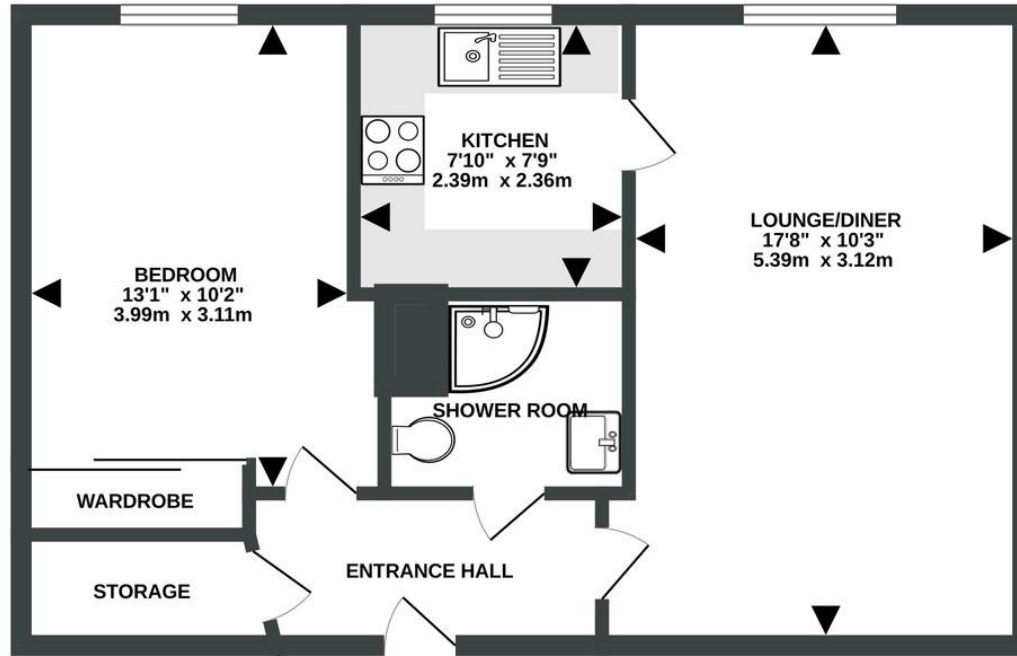 KITCHEN
7'10" x 7'9"
2.39m x 2.36m
LOUNGE/DINER
17'8" x 10'3"
5.39m x 3.12m
BEDROOM
13'1" x 10'2"
3.99m x 3.11m
SHOWER ROOM
WARDROBE
ENTRANCE HALL
STORAGE